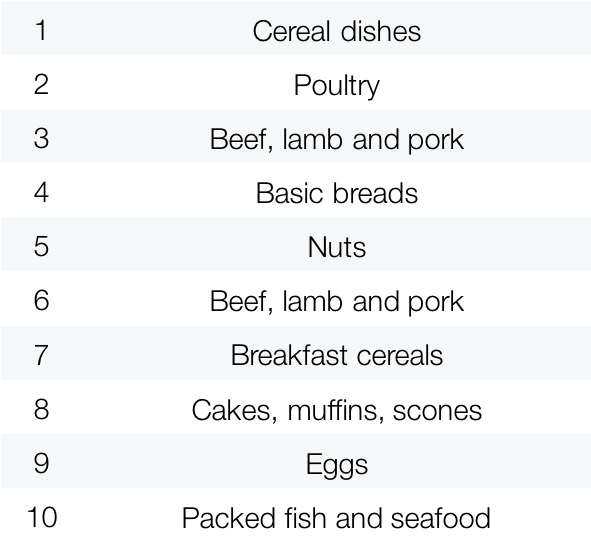 1 Cereal dishes
2 Poultry
3 Beef, lamb and pork
4 Basic breads
5 Nuts
6 Beef, lamb and pork
7 Breakfast cereals
8 Cakes, muffins, scones
9 Eggs
10 Packed fish and seafood